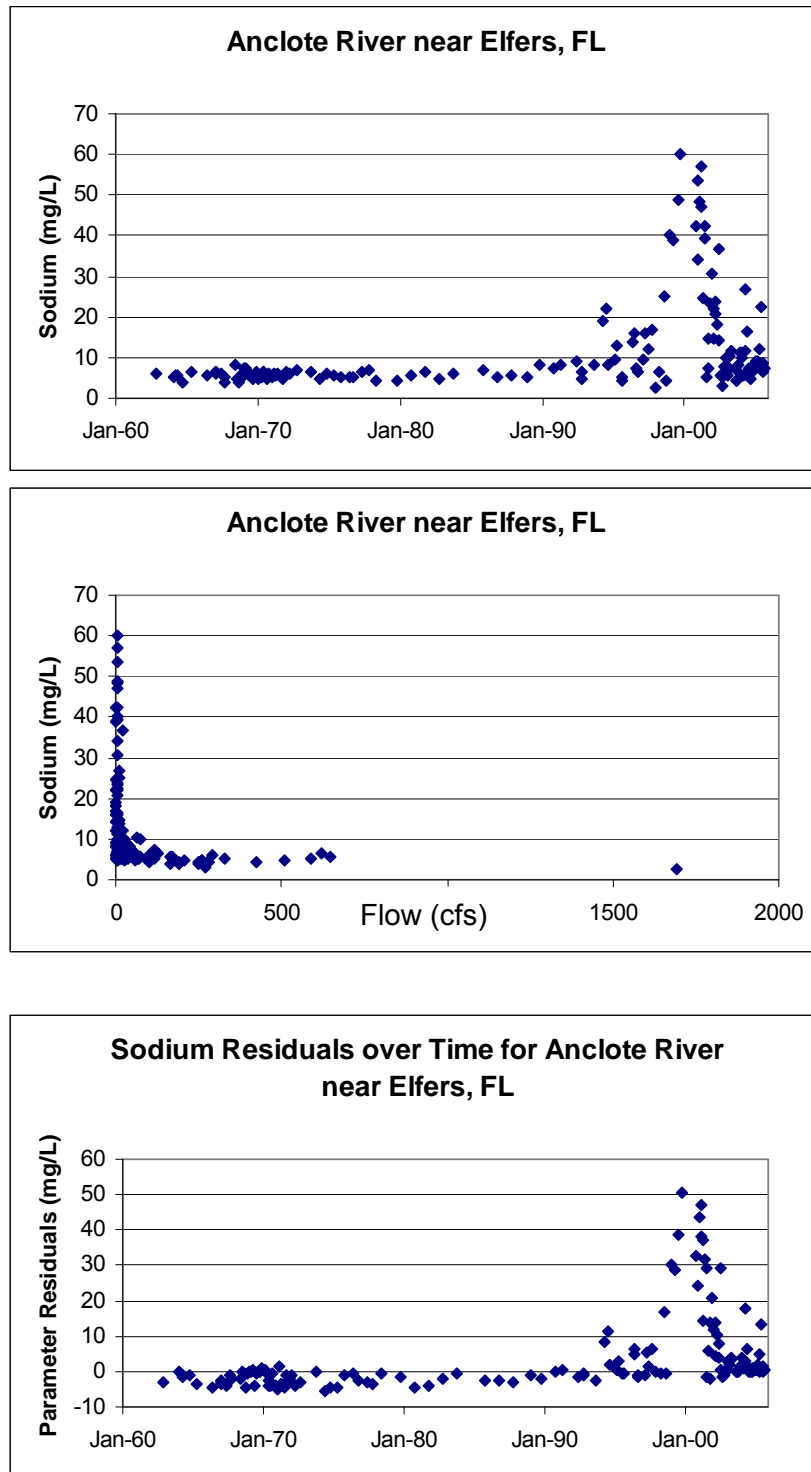 Anclote River near Elfers, FL
Sodium (mg/L)
70
60
50
40
30
20
10
0
Jan-60 Jan-70 Jan-80 Jan-90 Jan-00
Anclote River near Elfers, FL
Sodium (mg/L)
70
60
50
40
30
20
10
0
0 500 1500 2000
Flow (cfs)
Sodium Residuals over Time for Anclote River
near Elfers, FL
Parameter Residuals (mg/L)
60
50
40
30
20
10
0
-10
Jan-60 Jan-70 Jan-80 Jan-90 Jan-00